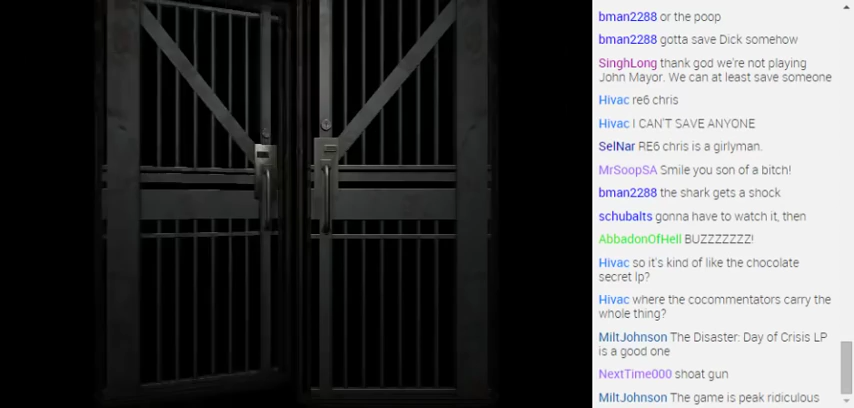 bman2288 or the poop
bman2288 gotta save Dick somehow
SinghLong thank god we're not playing
John Mayor. We can at least save someone
Hivac re6 chris
Hivac I CAN'T SAVE ANYONE
SelNar RE6 chris is a girlyman.
MrSoopSA Smile you son of a bitch!
bman2288 the shark gets a shock
schubalts gonna have to watch it, then
AbbadonOfHell BUZZZZZZZ!
Hivac so it's kind of like the chocolate
secret lp?
Hivac where the cocommentators carry the
whole thing?
MiltJohnson The Disaster: Day of Crisis LP
is a good one
NextTime000 shoat gun
MiltJohnson The game is peak ridiculous